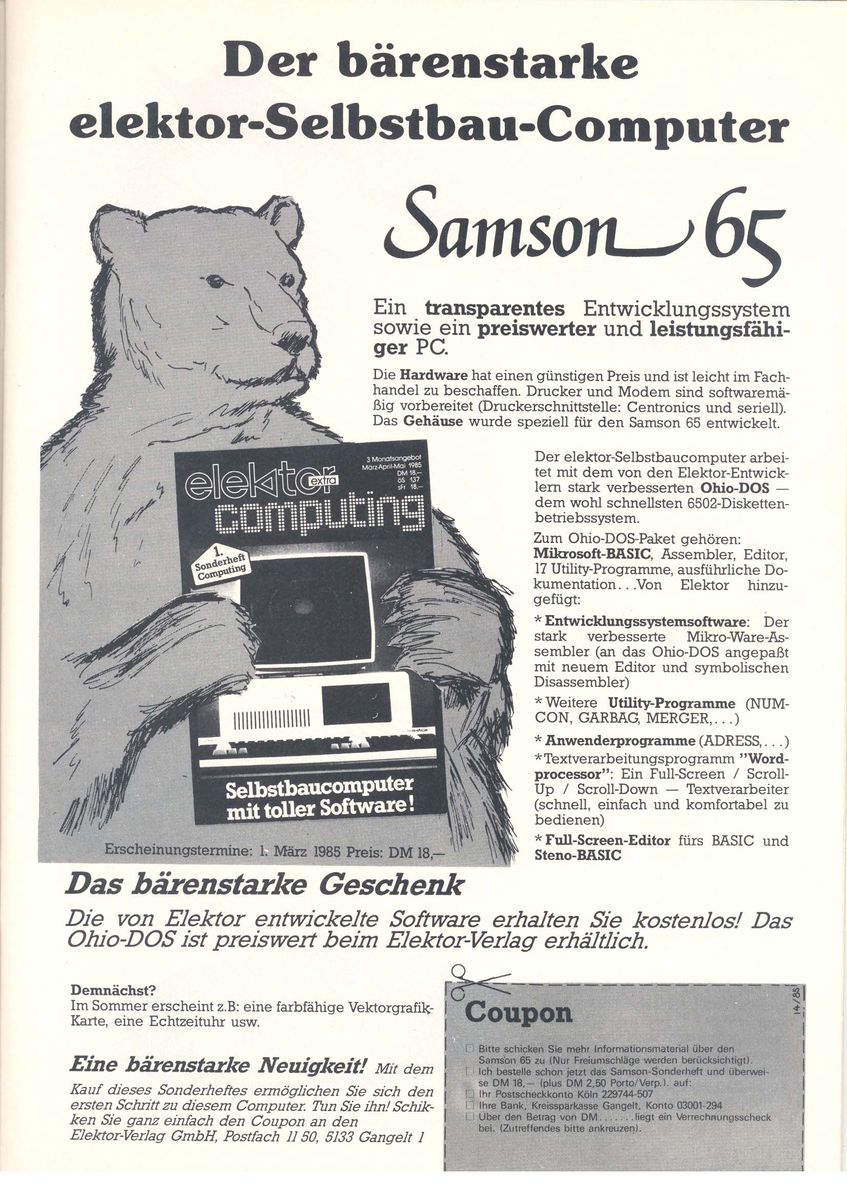 Der bärenstarke
elektor-Selbstbau-Computer
Samson 65
Ein transparentes Entwicklungssystem
sowie ein preiswerter und leistungsfähi-
ger PC.
Die Hardware hat einen günstigen Preis und ist leicht im Fach-
handel zu beschaffen. Drucker und Modem sind softwaremä-
ßig vorbereitet (Druckerschnittstelle: Centronics und seriell).
Das Gehäuse wurde speziell für den Samson 65 entwickelt.
3 Monatsangebot
März-April-Mai 1985
DM 18,—
öS 137
sFr 18.—
elektor
extra
computing
1.
Sonderheft
Computing
Selbstbaucomputer
mit toller Software!
Erscheinungstermine: 1. März 1985 Preis: DM 18,—
Der elektor-Selbstbaucomputer arbei-
tet mit dem von den Elektor-Entwick-
lern stark verbesserten Ohio-DOS —
dem wohl schnellsten 6502-Disketten-
betriebssystem.
Zum Ohio-DOS-Paket gehören:
Mikrosoft-BASIC, Assembler, Editor,
17 Utility-Programme, ausführliche Do-
kumentation...Von Elektor hinzu-
gefügt:
* Entwicklungssystemsoftware: Der
stark verbesserte Mikro-Ware-As-
sembler (an das Ohio-DOS angepaßt
mit neuem Editor und symbolischen
Disassembler)
* Weitere Utility-Programme (NUM-
CON, GARBAG, MERGER,...)
* Anwenderprogramme (ADRESS,...)
*Textverarbeitungsprogramm "Word-
processor": Ein Full-Screen / Scroll-
Up / Scroll-Down — Textverarbeiter
(schnell, einfach und komfortabel zu
bedienen)
* Full-Screen-Editor fürs BASIC und
Steno-BASIC
Das bärenstarke Geschenk
Die von Elektor entwickelte Software erhalten Sie kostenlos! Das
Ohio-DOS ist preiswert beim Elektor-Verlag erhältlich.
Demnächst?
Im Sommer erscheint z.B: eine farbfähige Vektorgrafik-
Karte, eine Echtzeituhr usw.
Eine bärenstarke Neuigkeit! Mit dem
Kauf dieses Sonderheftes ermöglichen Sie sich den
ersten Schritt zu diesem Computer. Tun Sie ihn! Schik-
ken Sie ganz einfach den Coupon an den
Elektor-Verlag GmbH, Postfach 11 50, 5133 Gangelt 1
14/85
Coupon
☐ Bitte schicken Sie mehr Informationsmaterial über den
Samson 65 zu (Nur Freiumschläge werden berücksichtigt).
☐ Ich bestelle schon jetzt das Samson-Sonderheft und überwei-
se DM 18,— (plus DM 2,50 Porto/Verp.). auf:
☐ Ihr Postscheckkonto Köln 229744-507
☐ Ihre Bank, Kreissparkasse Gangelt, Konto 03001-294
☐ Über den Betrag von DM.......liegt ein Verrechnungsscheck
bei. (Zutreffendes bitte ankreuzen).